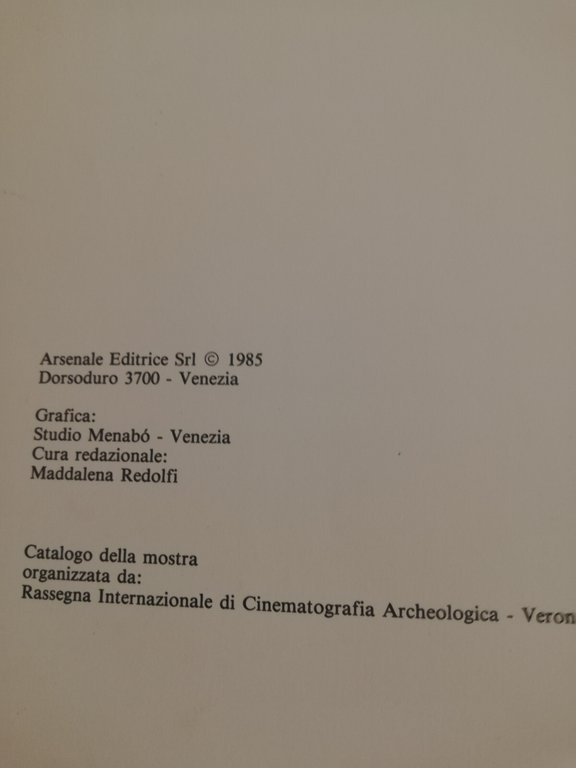 Arsenale Editrice Srl © 1985
Dorsoduro 3700 - Venezia
Grafica:
Studio Menabó - Venezia
Cura redazionale:
Maddalena Redolfi
Catalogo della mostra
organizzata da:
Rassegna Internazionale di Cinematografia Archeologica - Veron